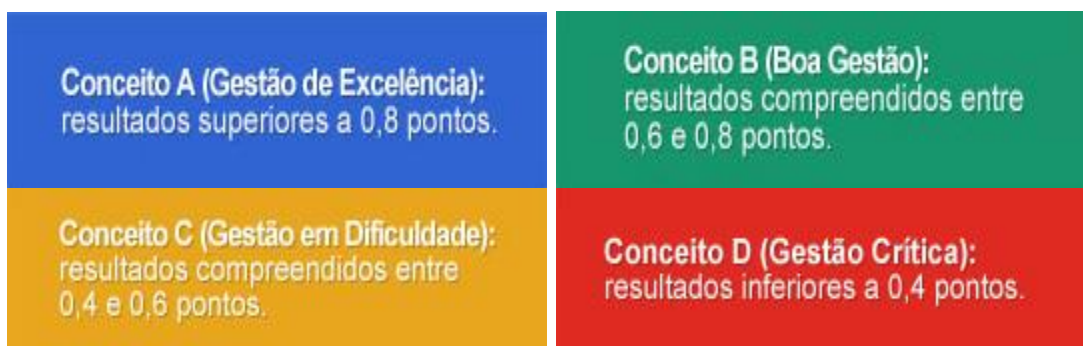 Conceito A (Gestão de Excelência):
resultados superiores a 0,8 pontos.
Conceito B (Boa Gestão):
resultados compreendidos entre
0,6 e 0,8 pontos.
Conceito C (Gestão em Dificuldade):
resultados compreendidos entre
0,4 e 0,6 pontos.
Conceito D (Gestão Crítica):
resultados inferiores a 0,4 pontos.